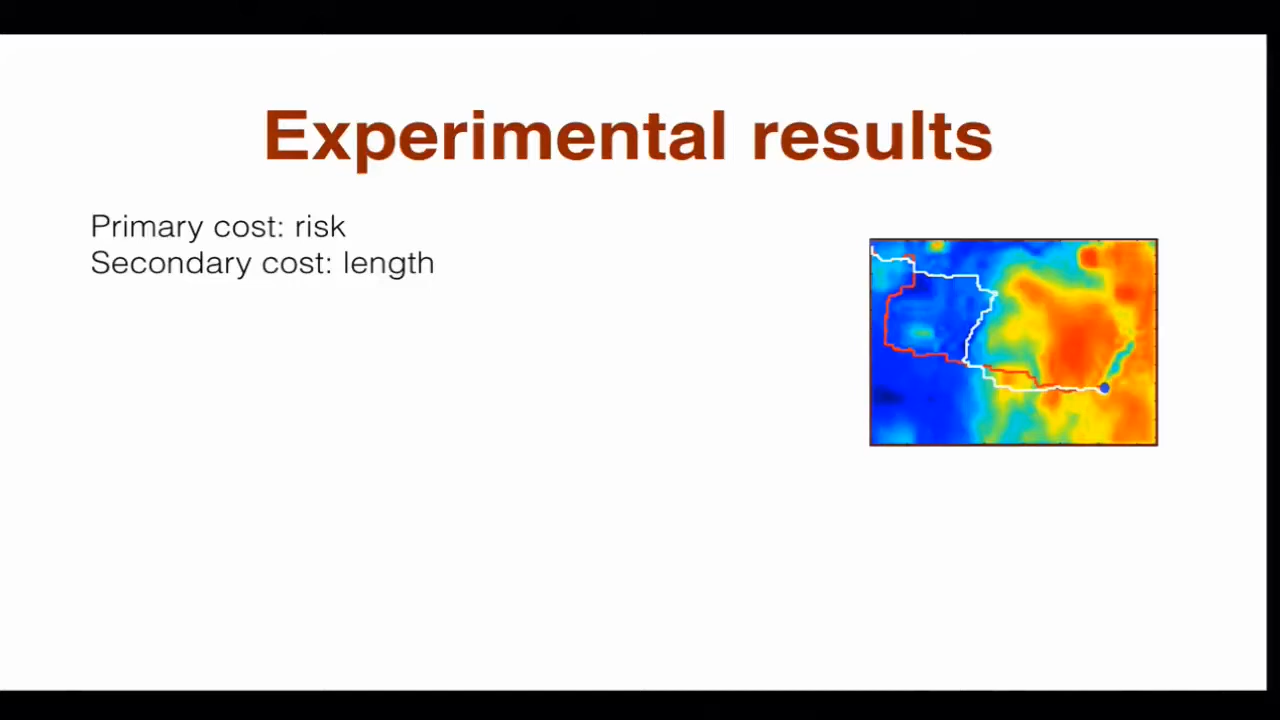 Experimental results
Primary cost: risk
Secondary cost: length